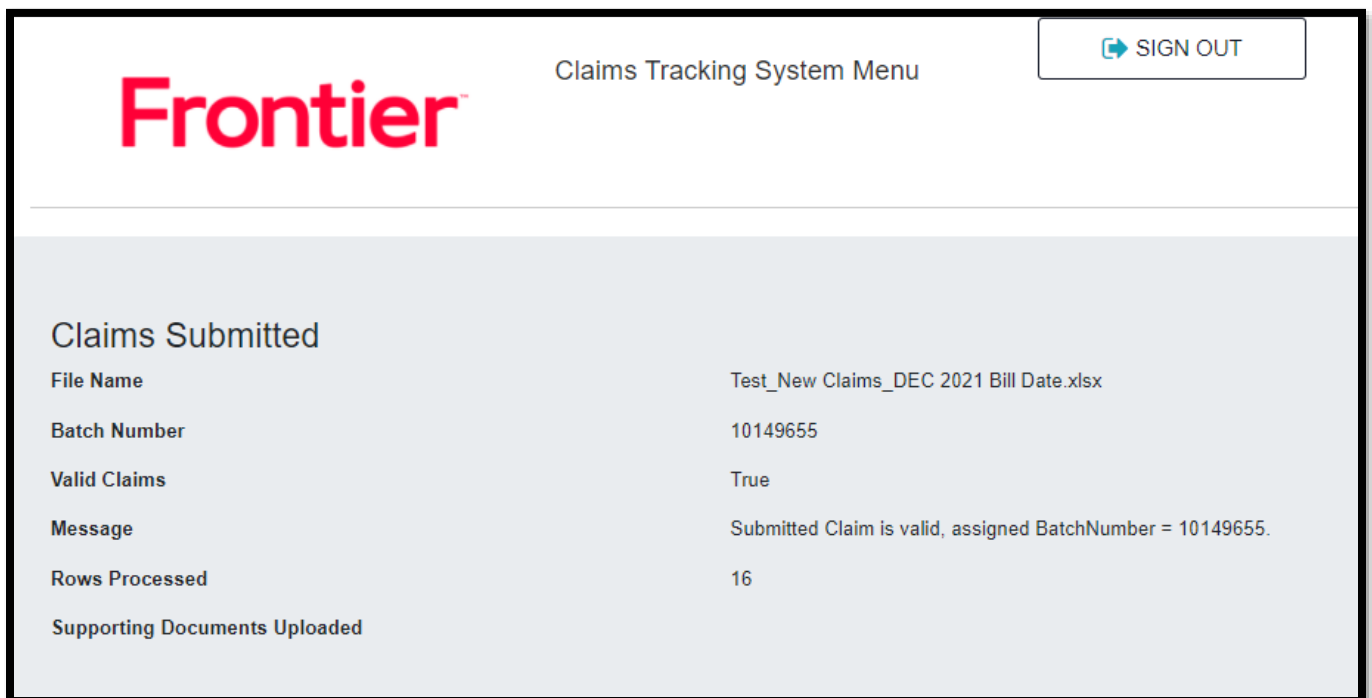 Frontier™
Claims Tracking System Menu
SIGN OUT
Claims Submitted
File Name Test_New Claims_DEC 2021 Bill Date.xlsx
Batch Number 10149655
Valid Claims True
Message Submitted Claim is valid, assigned BatchNumber = 10149655.
Rows Processed 16
Supporting Documents Uploaded